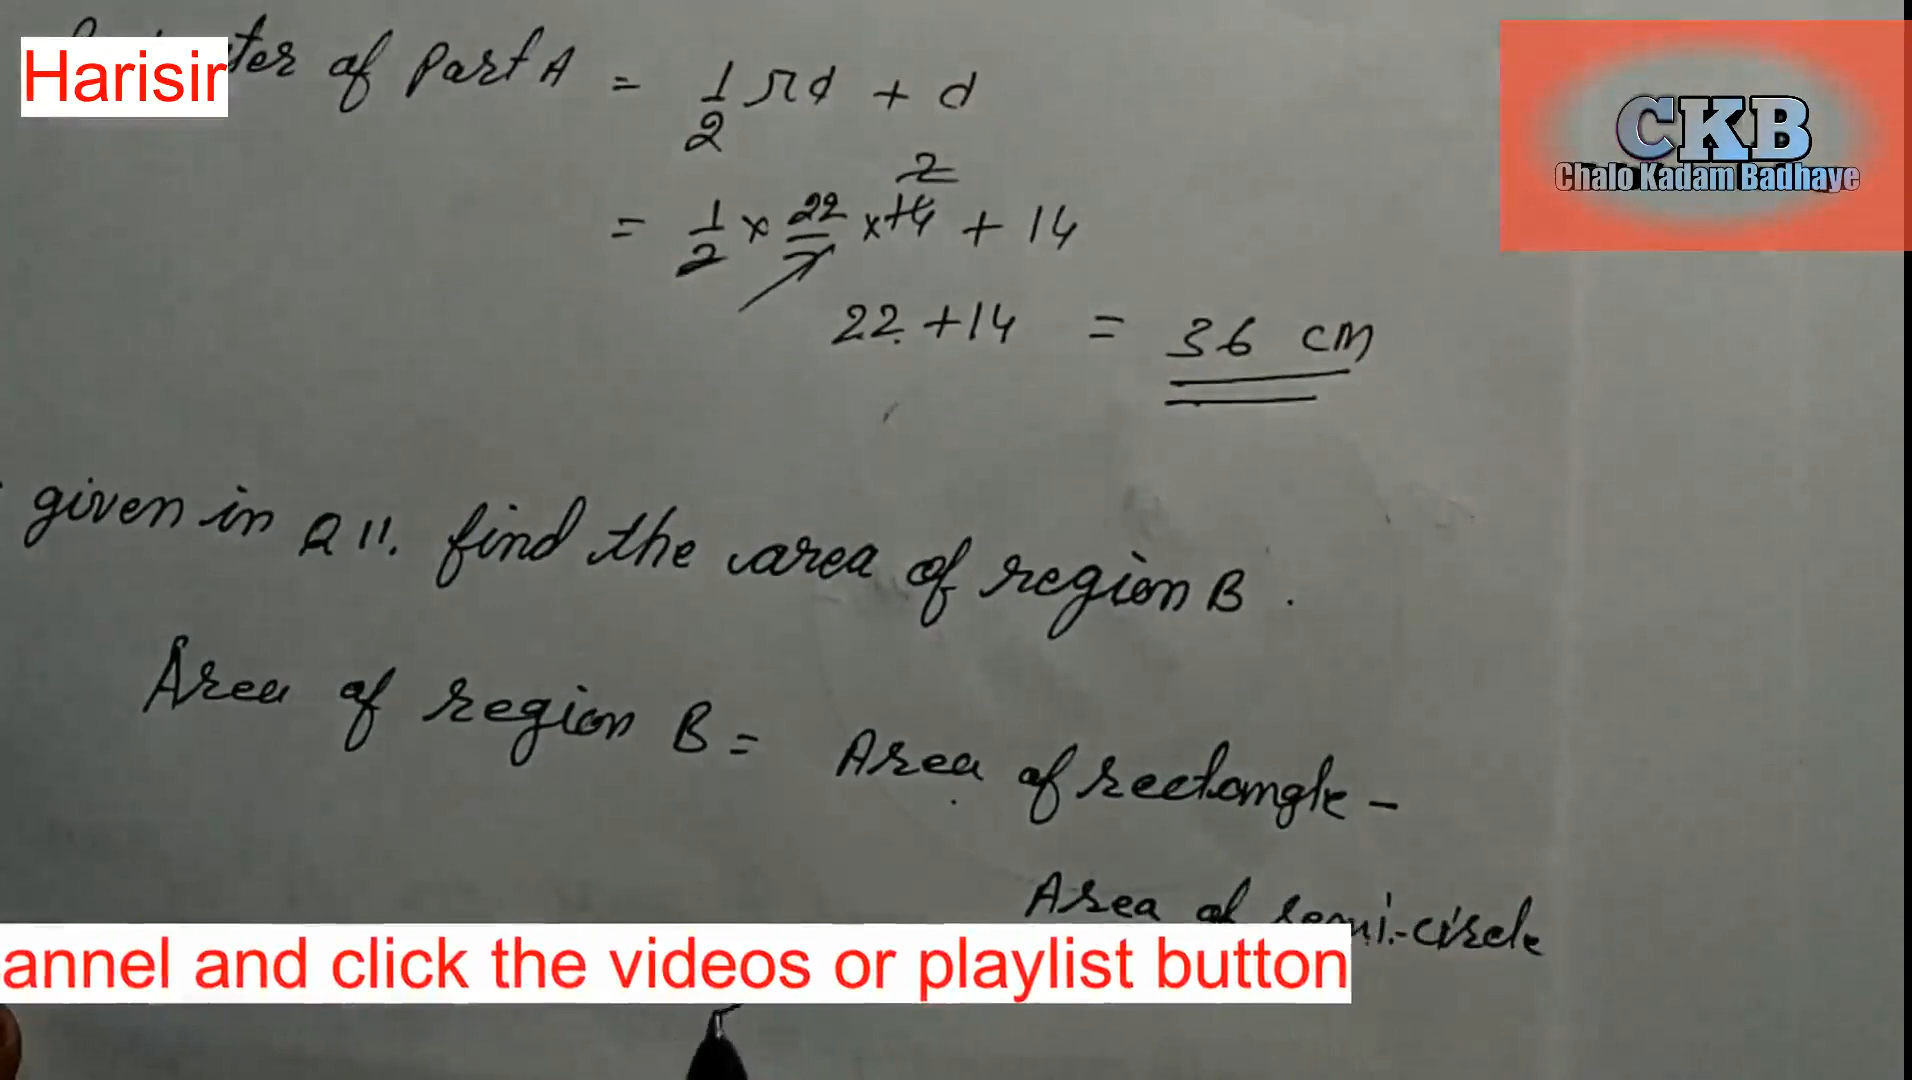 Harisir
of Part A = 1/2 πd + d
CKB
Chalo Kadam Badhaye
2
= 1/2 × 22/7 × 14 + 14
22 + 14 = 36 cm
given in Q 11. find the area of region B.
Area of region B = Area of rectangle -
Area of semi-circle
annel and click the videos or playlist button